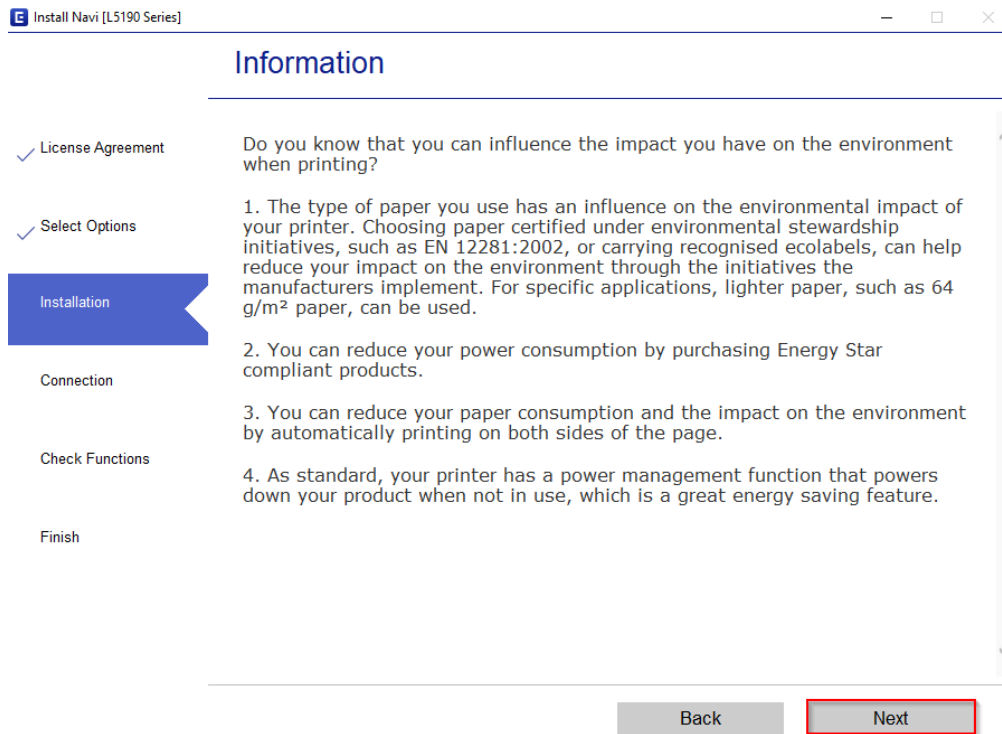 E Install Navi [L5190 Series]
Information
License Agreement
Select Options
Installation
Connection
Check Functions
Finish
Do you know that you can influence the impact you have on the environment
when printing?
1. The type of paper you use has an influence on the environmental impact of
your printer. Choosing paper certified under environmental stewardship
initiatives, such as EN 12281:2002, or carrying recognised ecolabels, can help
reduce your impact on the environment through the initiatives the
manufacturers implement. For specific applications, lighter paper, such as 64
g/m² paper, can be used.
2. You can reduce your power consumption by purchasing Energy Star
compliant products.
3. You can reduce your paper consumption and the impact on the environment
by automatically printing on both sides of the page.
4. As standard, your printer has a power management function that powers
down your product when not in use, which is a great energy saving feature.
Back
Next